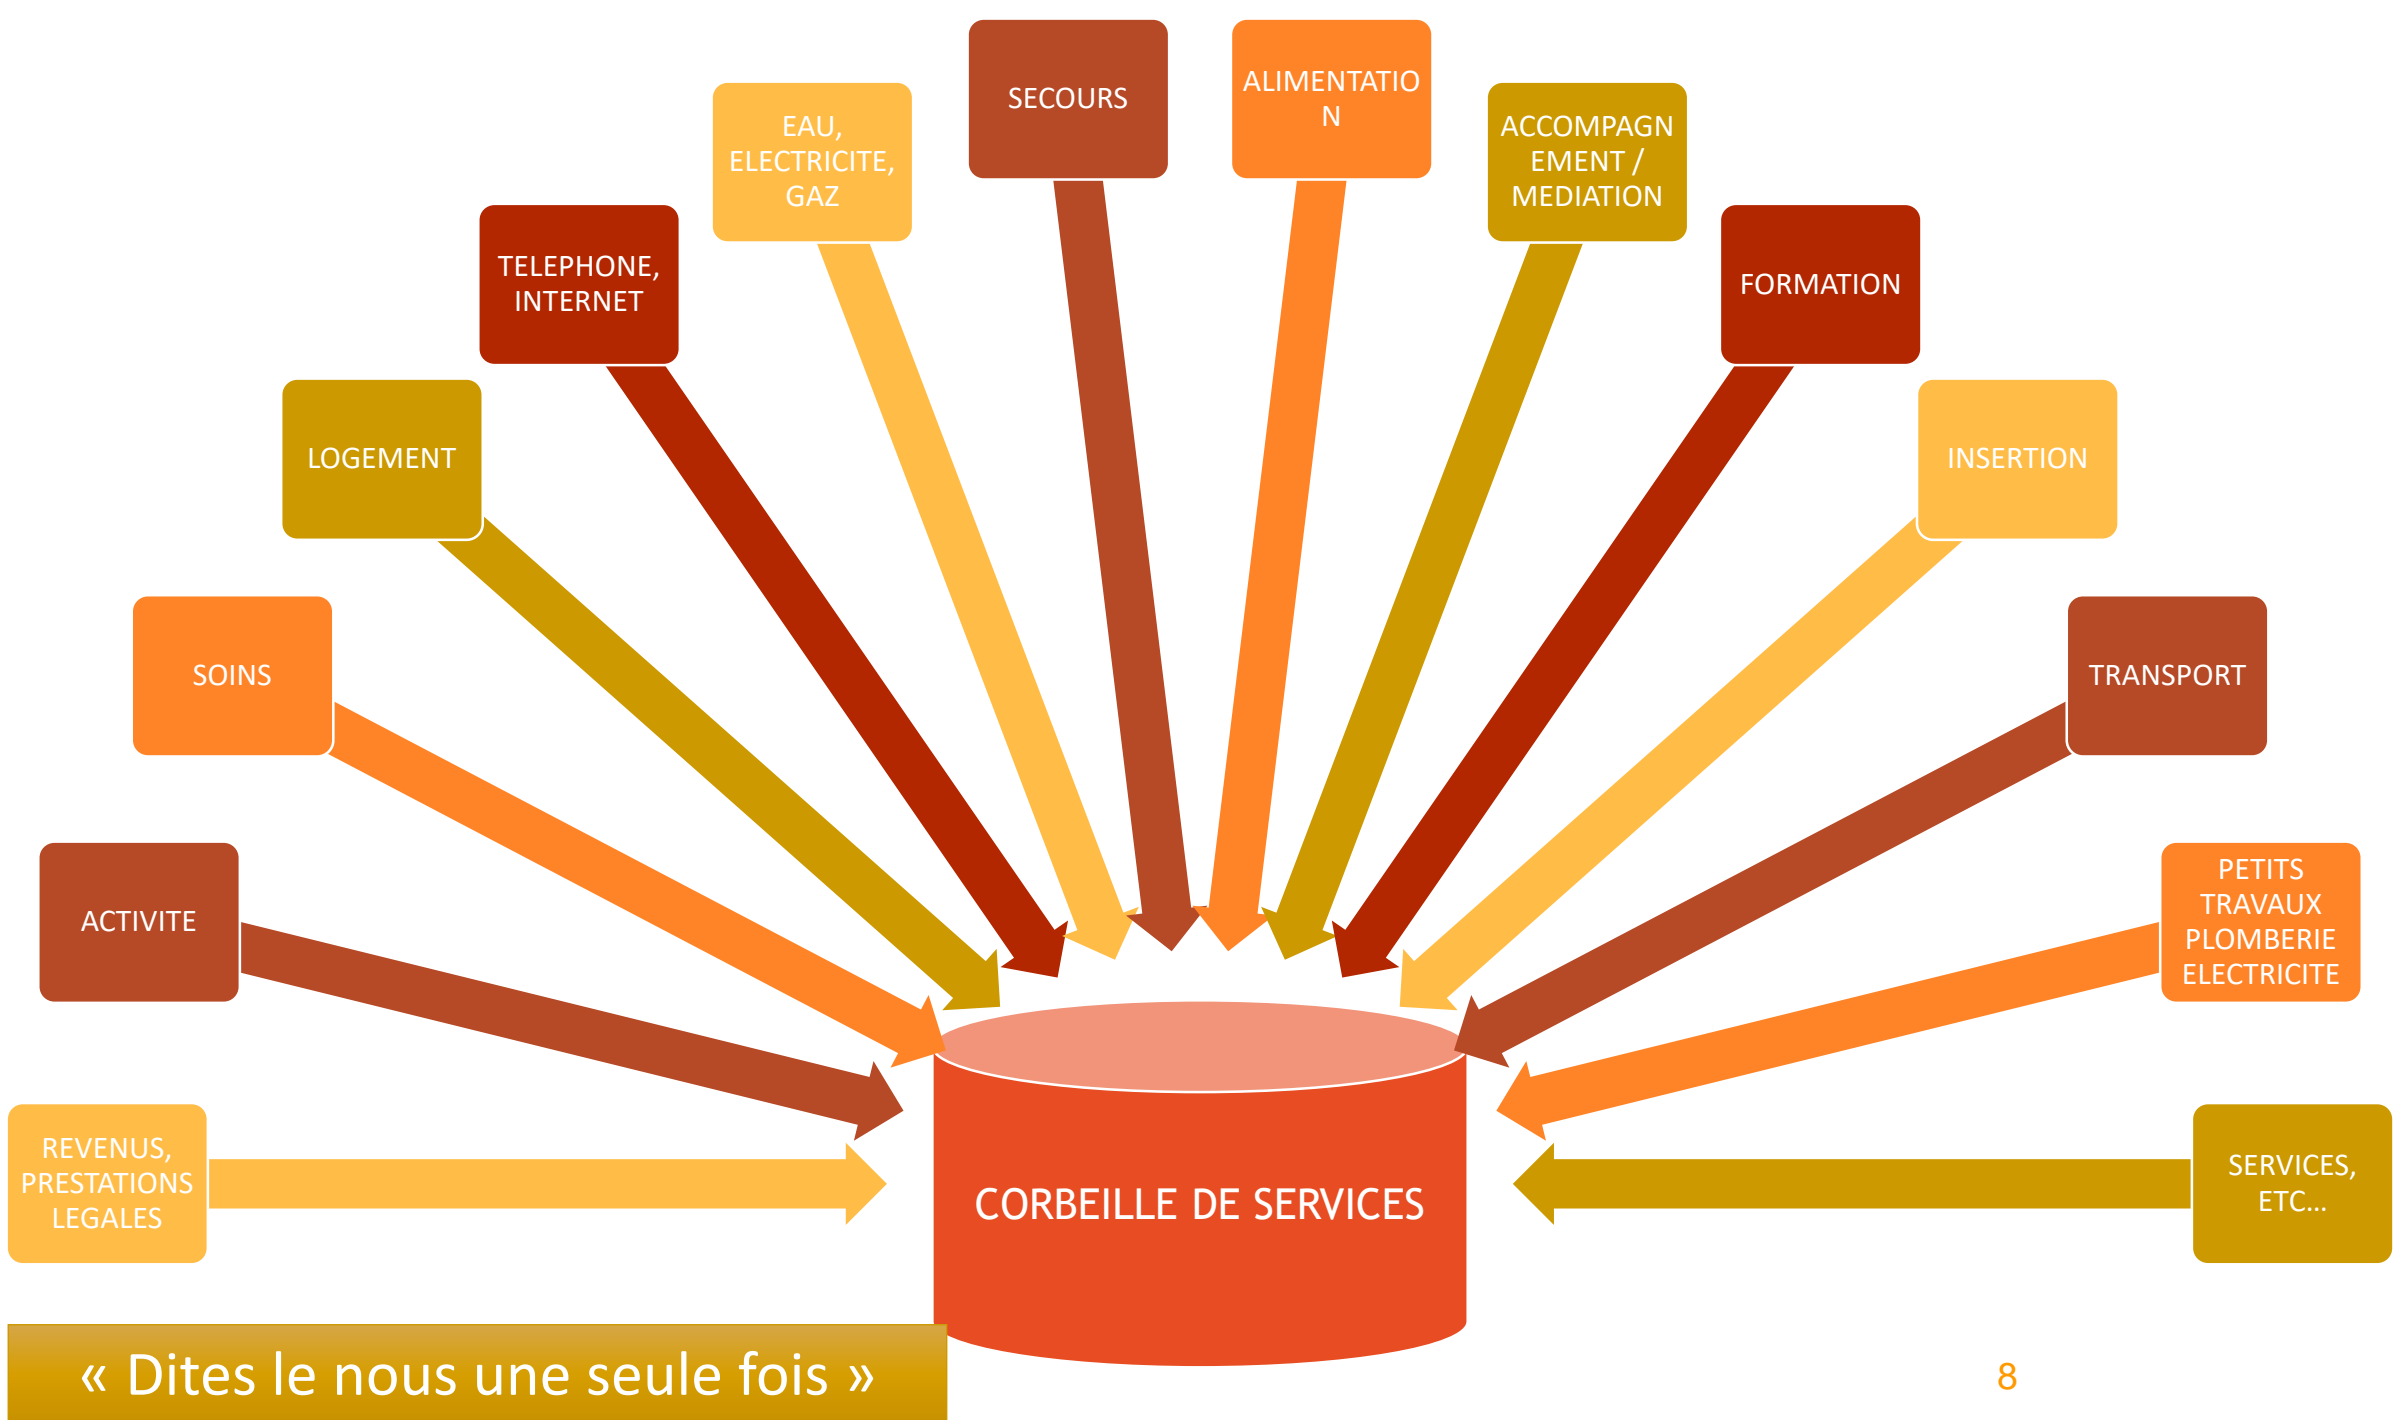 SECOURS
ALIMENTATIO
N
EAU,
ELECTRICITE,
GAZ
ACCOMPAGN
EMENT /
MEDIATION
TELEPHONE,
INTERNET
FORMATION
LOGEMENT
INSERTION
SOINS
TRANSPORT
ACTIVITE
PETITS
TRAVAUX
PLOMBERIE
ELECTRICITE
REVENUS,
PRESTATIONS
LEGALES
CORBEILLE DE SERVICES
SERVICES,
ETC...
« Dites le nous une seule fois »
8